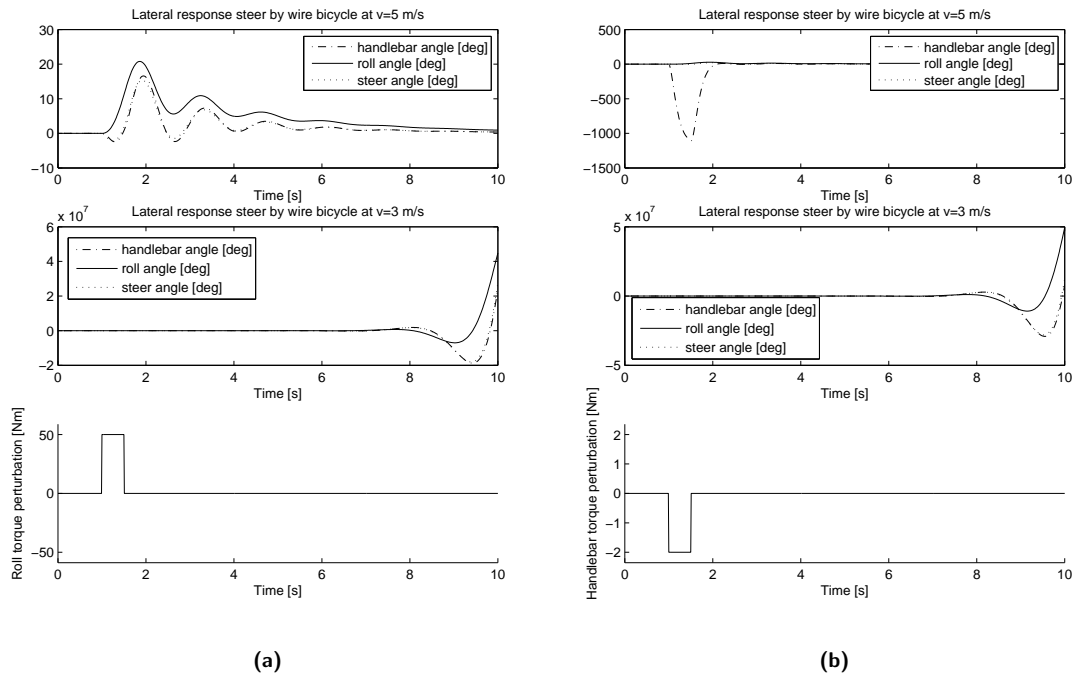 Lateral response steer by wire bicycle at v=5 m/s
30
20
10
0
−10
handlebar angle [deg]
roll angle [deg]
steer angle [deg]
0 2 4 6 8 10
Time [s]
x 10^7
Lateral response steer by wire bicycle at v=3 m/s
6
4
2
0
−2
handlebar angle [deg]
roll angle [deg]
steer angle [deg]
0 2 4 6 8 10
Time [s]
Roll torque perturbation [Nm]
50
0
−50
0 2 4 6 8 10
Time [s]
(a)
Lateral response steer by wire bicycle at v=5 m/s
500
0
−500
−1000
−1500
handlebar angle [deg]
roll angle [deg]
steer angle [deg]
0 2 4 6 8 10
Time [s]
x 10^7
Lateral response steer by wire bicycle at v=3 m/s
5
0
−5
handlebar angle [deg]
roll angle [deg]
steer angle [deg]
0 2 4 6 8 10
Time [s]
Handlebar torque perturbation [Nm]
2
1
0
−1
−2
0 2 4 6 8 10
Time [s]
(b)